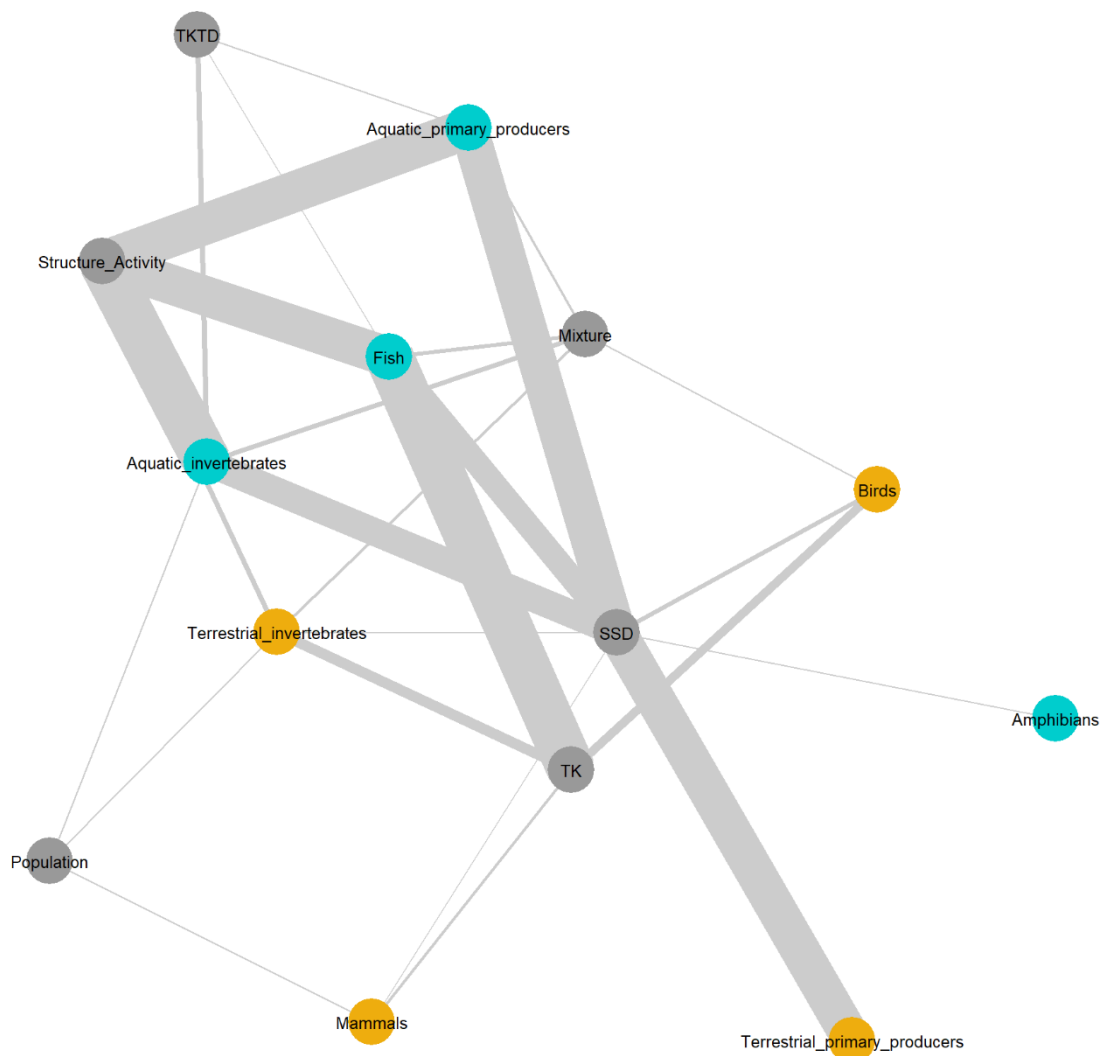 TKTD
Aquatic_primary_producers
Structure_Activity
Mixture
Fish
Aquatic_invertebrates
Birds
Terrestrial_invertebrates
SSD
Amphibians
TK
Population
Mammals
Terrestrial_primary_producers